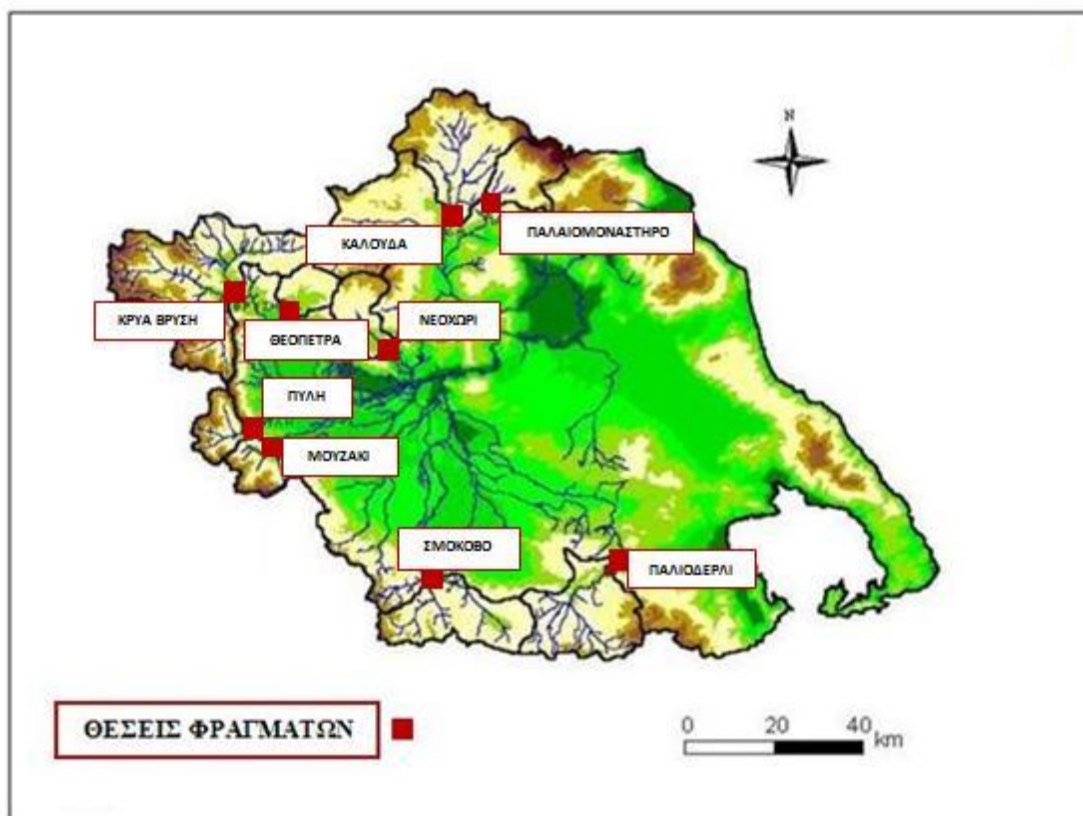 N
ΠΑΛΑΙΟΜΟΝΑΣΤΗΡΟ
ΚΑΛΟΥΔΑ
ΚΡΥΑ ΒΡΥΣΗ
ΝΕΟΧΩΡΙ
ΘΕΟΠΕΤΡΑ
ΠΥΛΗ
ΜΟΥΖΑΚΙ
ΣΜΟΚΟΒΟ
ΠΑΛΙΟΔΕΡΛΙ
ΘΕΣΕΙΣ ΦΡΑΓΜΑΤΩΝ
0 20 40 km